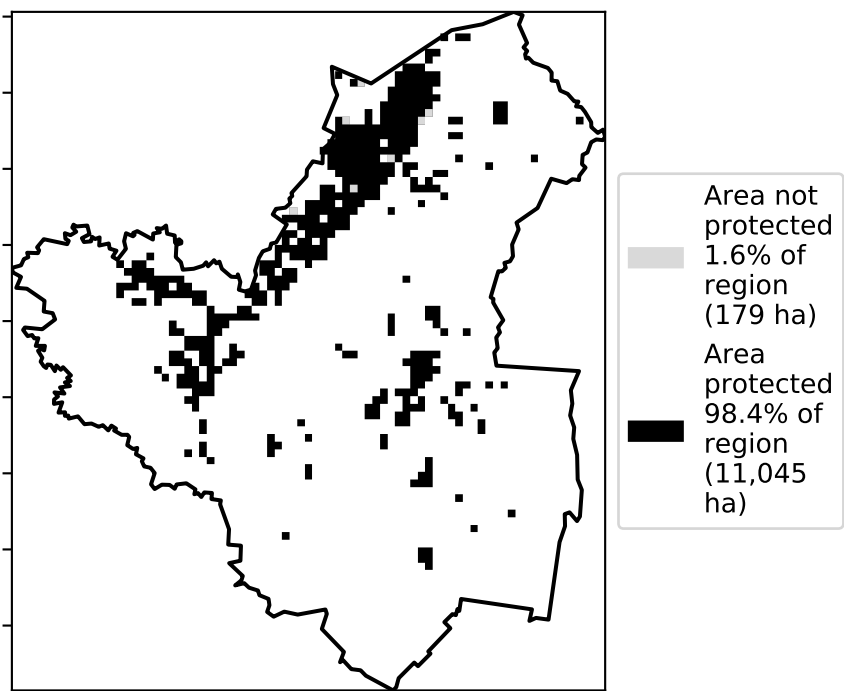 Area not
protected
1.6% of
region
(179 ha)
Area
protected
98.4% of
region
(11,045
ha)